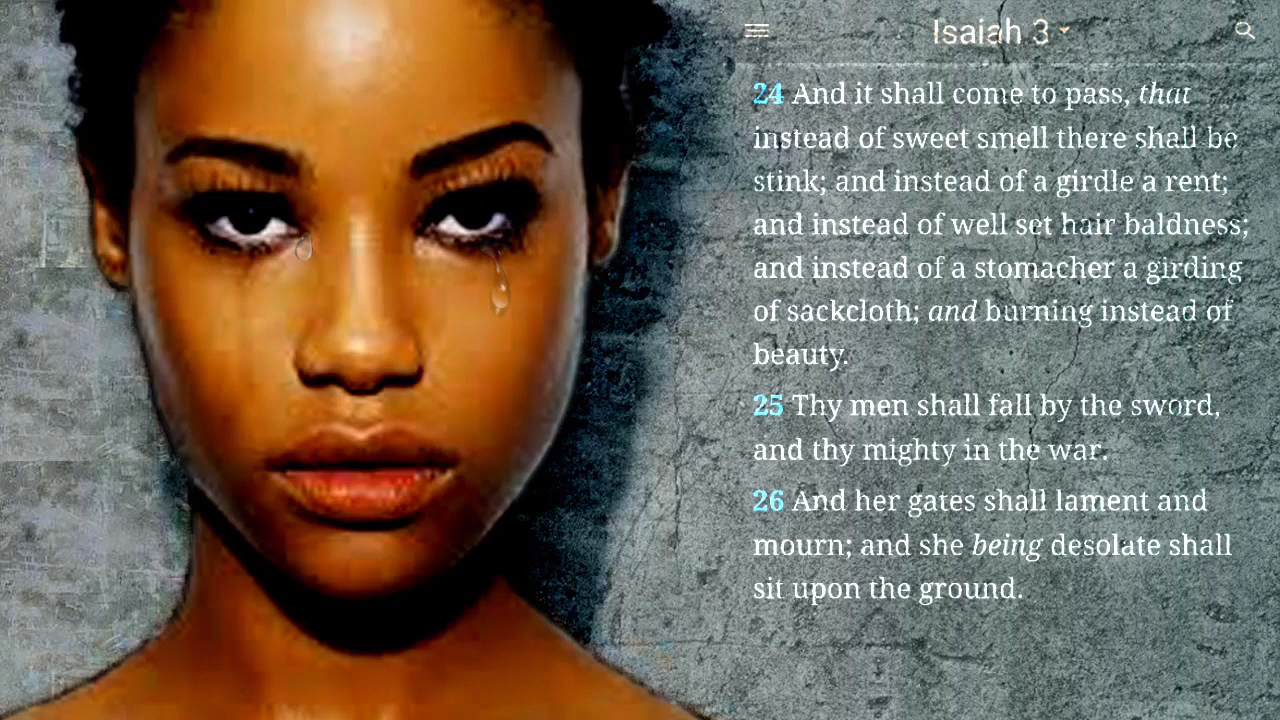 Isaiah 3
24 And it shall come to pass, that
instead of sweet smell there shall be
stink; and instead of a girdle a rent;
and instead of well set hair baldness;
and instead of a stomacher a girding
of sackcloth; and burning instead of
beauty.
25 Thy men shall fall by the sword,
and thy mighty in the war.
26 And her gates shall lament and
mourn; and she being desolate shall
sit upon the ground.